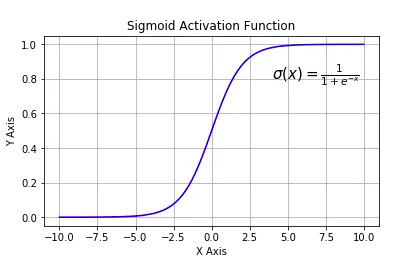 Sigmoid Activation Function
1.0
0.8
0.6
0.4
0.2
0.0
Y Axis
σ(x) = 1/(1 + e^{-x})
−10.0 −7.5 −5.0 −2.5 0.0 2.5 5.0 7.5 10.0
X Axis